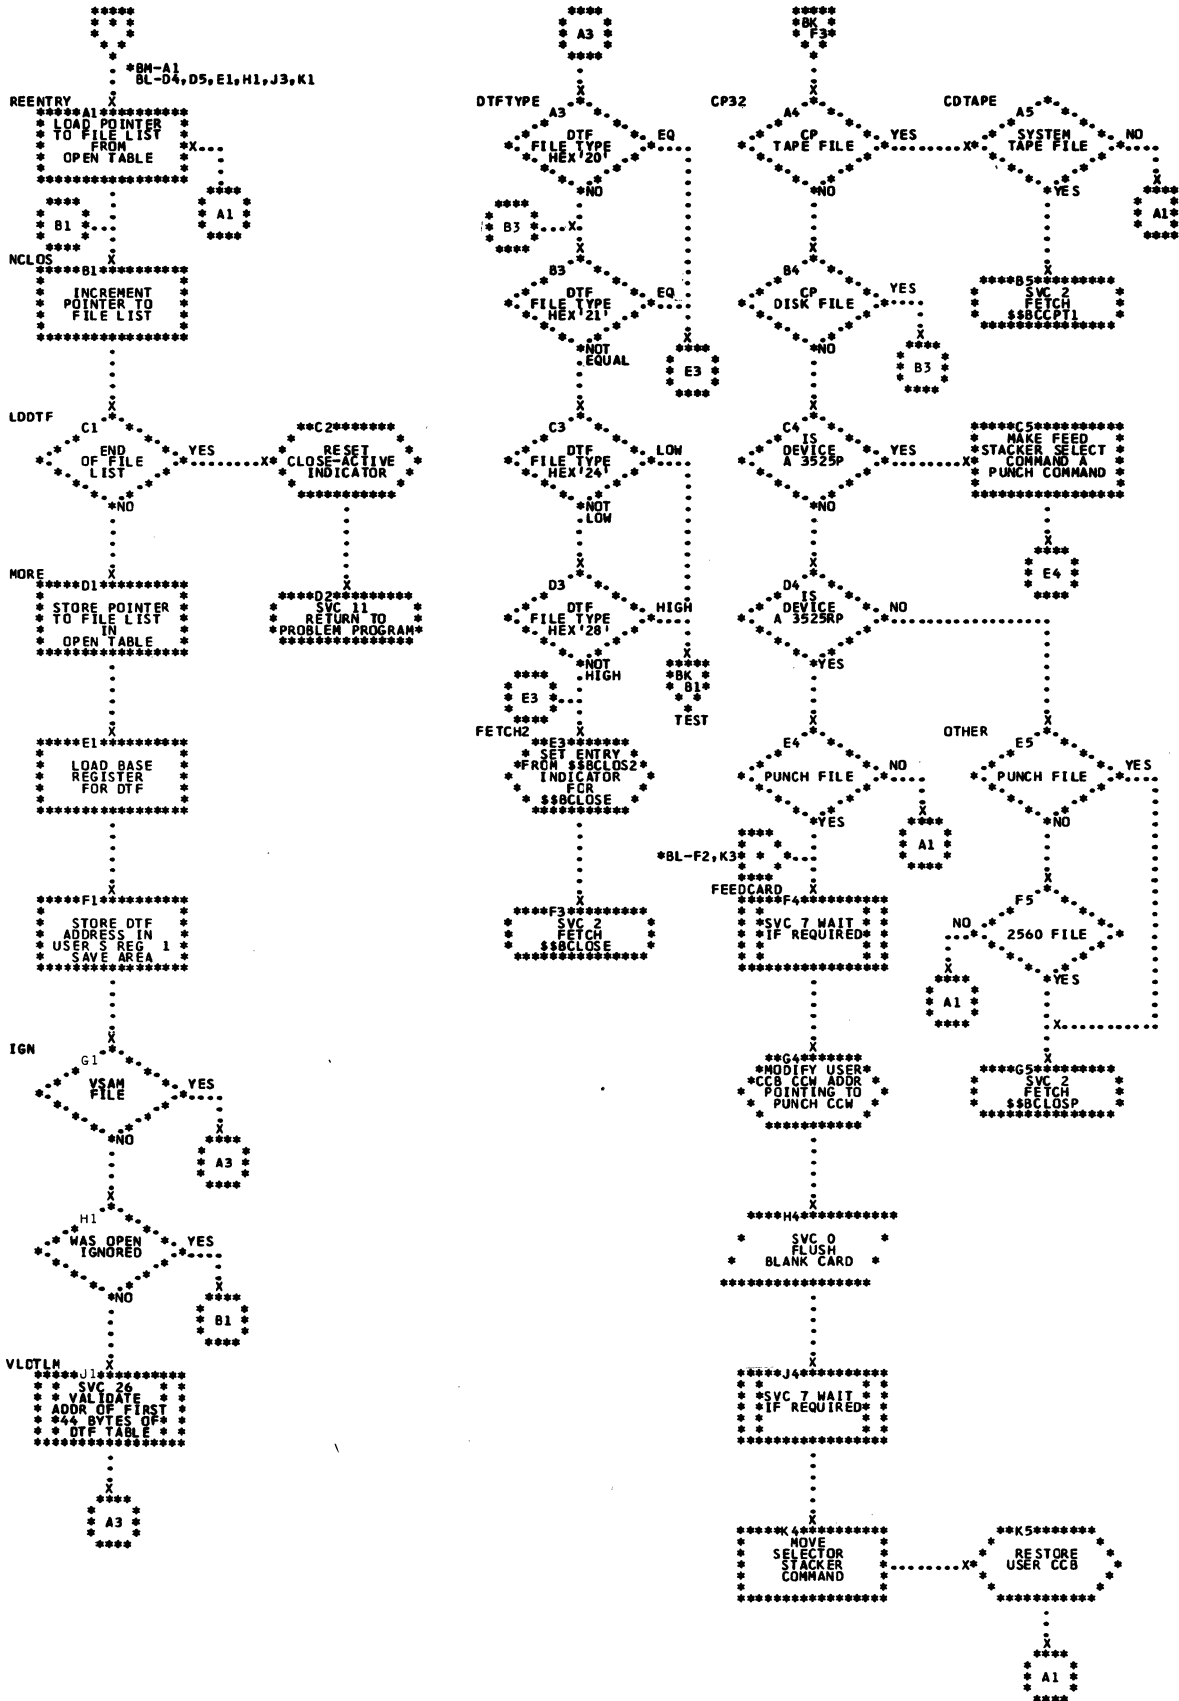 *BM-A1
BL-D4,D5,E1,H1,J3,K1
REENTRY
A1
LOAD POINTER
TO FILE LIST
FROM
OPEN TABLE
A1
B1
NCLOS
B1
INCREMENT
POINTER TO
FILE LIST
LDDTF
C1
END
OF FILE
LIST
YES
NO
C2
RESET
CLOSE-ACTIVE
INDICATOR
MORE
D1
STORE POINTER
TO FILE LIST
IN
OPEN TABLE
D2
SVC 11
RETURN TO
PROBLEM PROGRAM
E1
LOAD BASE
REGISTER
FOR DTF
F1
STORE DTF
ADDRESS IN
USER S REG 1
SAVE AREA
IGN
G1
VSAM
FILE
YES
NO
A3
H1
WAS OPEN
IGNORED
YES
NO
B1
VLDTLM
J1
SVC 26
VALIDATE
ADDR OF FIRST
44 BYTES OF
DTF TABLE
A3
A3
DTFTYPE
A3
DTF
FILE TYPE
HEX'20'
EQ
NO
B3
B3
DTF
FILE TYPE
HEX'21'
EQ
NOT
EQUAL
E3
C3
DTF
FILE TYPE
HEX'24'
LOW
NOT
LOW
D3
DTF
FILE TYPE
HEX'28'
HIGH
NOT
HIGH
BK
B1
TEST
E3
FETCH2
E3
SET ENTRY
FROM $$BCLOS2
INDICATOR
FOR
$$BCLOSE
F3
SVC 2
FETCH
$$BCLOSE
BK
F3
CP32
A4
CP
TAPE FILE
YES
NO
CDTAPE
A5
SYSTEM
TAPE FILE
NO
YES
A1
B5
SVC 2
FETCH
$$BCCPT1
B4
CP
DISK FILE
YES
NO
B3
C4
IS
DEVICE
A 3525P
YES
NO
C5
MAKE FEED
STACKER SELECT
COMMAND A
PUNCH COMMAND
E4
D4
IS
DEVICE
A 3525RP
NO
YES
E4
PUNCH FILE
NO
YES
A1
OTHER
E5
PUNCH FILE
YES
NO
*BL-F2,K3
*
FEEDCARD
F4
SVC 7 WAIT
IF REQUIRED
F5
2560 FILE
NO
YES
A1
G4
MODIFY USER
CCB CCW ADDR
POINTING TO
PUNCH CCW
G5
SVC 2
FETCH
$$BCLOSP
H4
SVC 0
FLUSH
BLANK CARD
J4
SVC 7 WAIT
IF REQUIRED
K4
MOVE
SELECTOR
STACKER
COMMAND
K5
RESTORE
USER CCB
A1